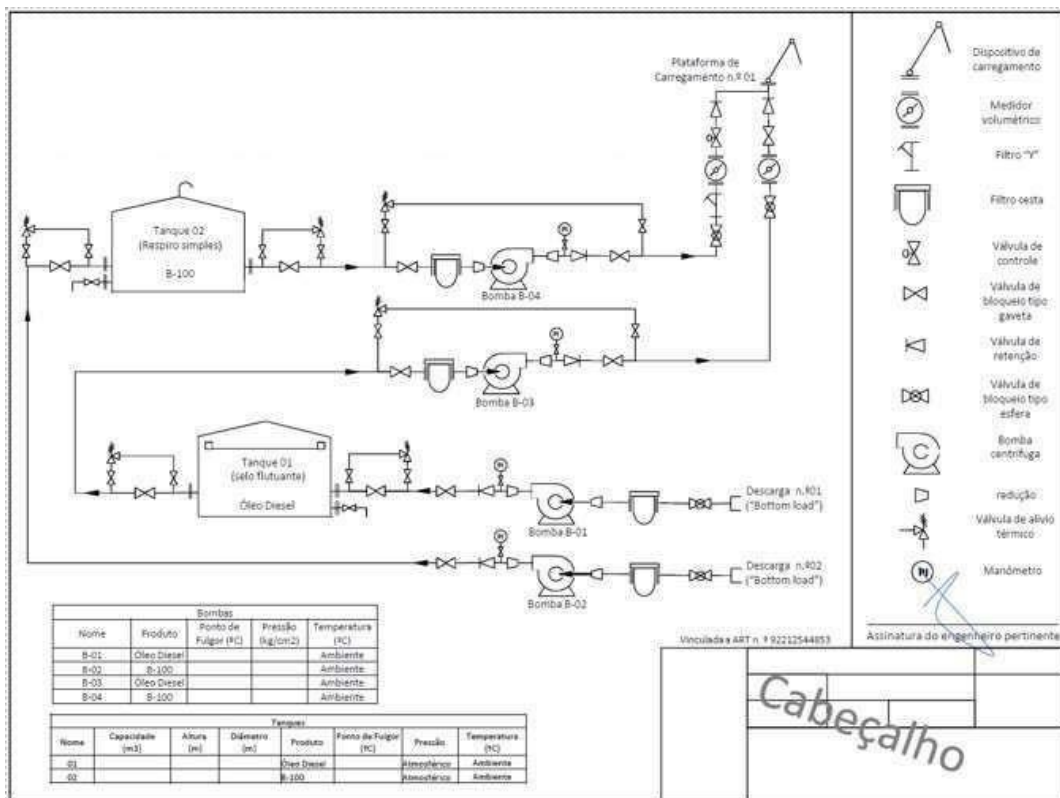 Plataforma de
Carregamento n.º 01
Tanque 02
(Respiro simples)
B-100
Bomba B-04
Bomba B-03
Tanque 01
(selo flutuante)
Óleo Diesel
Bomba B-01
Descarga n.º01
("Bottom load")
Bomba B-02
Descarga n.º02
("Bottom load")
Bombas
Nome Produto Ponto de Fulgor (ºC) Pressão (kg/cm2) Temperatura (ºC)
B-01 Óleo Diesel Ambiente
B-02 B-100 Ambiente
B-03 Óleo Diesel Ambiente
B-04 B-100 Ambiente
Tanques
Nome Capacidade (m3) Altura (m) Diâmetro (m) Produto Ponto de Fulgor (ºC) Pressão Temperatura (ºC)
01 Óleo Diesel Atmosférico Ambiente
02 B-100 Atmosférico Ambiente
Dispositivo de
carregamento
Medidor
volumétrico
Filtro "Y"
Filtro cesta
Válvula de
controle
Válvula de
bloqueio tipo
gaveta
Válvula de
retenção
Válvula de
bloqueio tipo
esfera
Bomba
centrífuga
redução
Válvula de alívio
térmico
Manômetro
Assinatura do engenheiro pertinente
Vinculada a ART n. º 92212544853
Cabeçalho